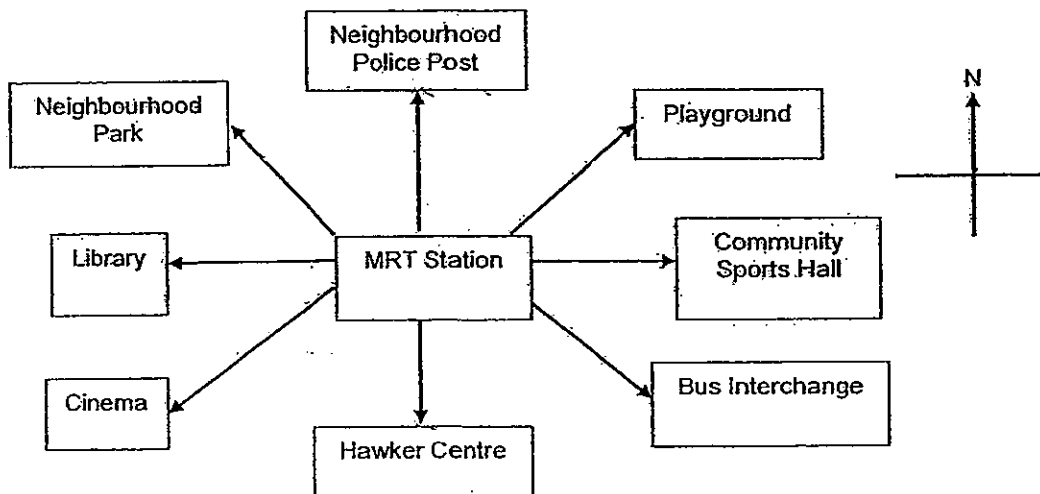 Neighbourhood
Police Post
Neighbourhood
Park
Playground
N
Library
MRT Station
Community
Sports Hall
Cinema
Hawker Centre
Bus Interchange